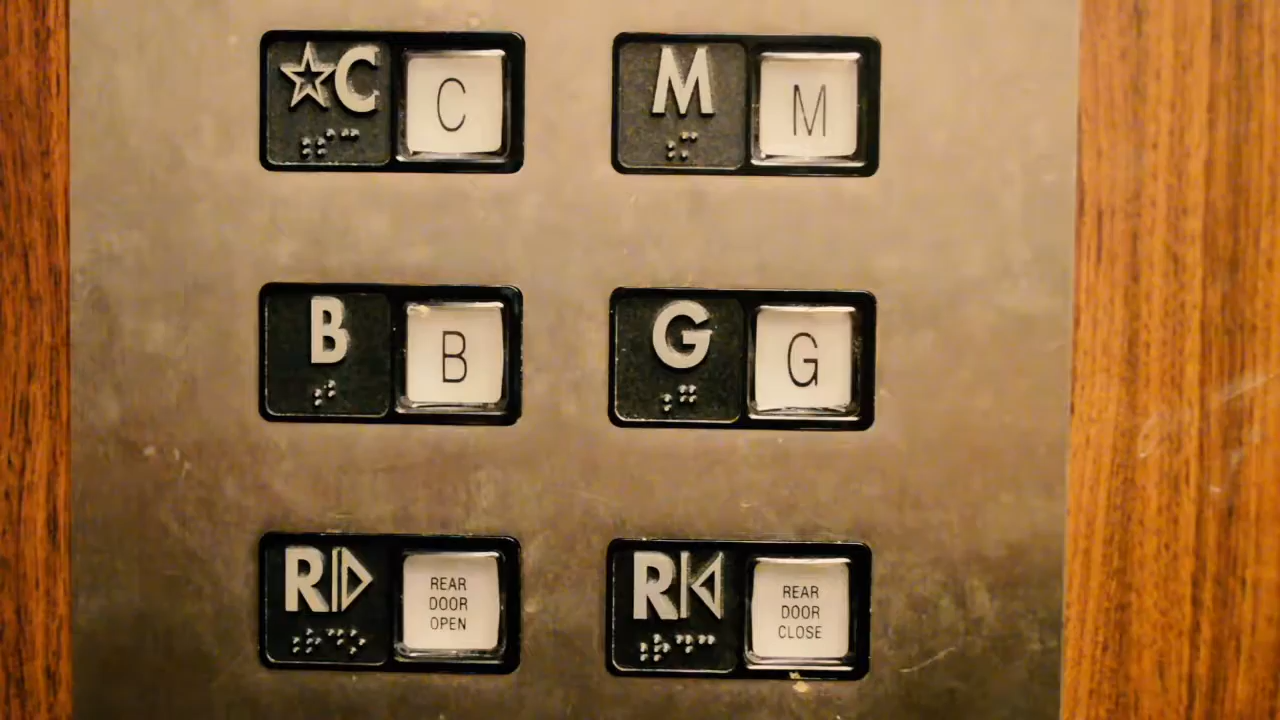 ☆C C
M M
B B
G G
R
REAR
DOOR
OPEN
R
REAR
DOOR
CLOSE